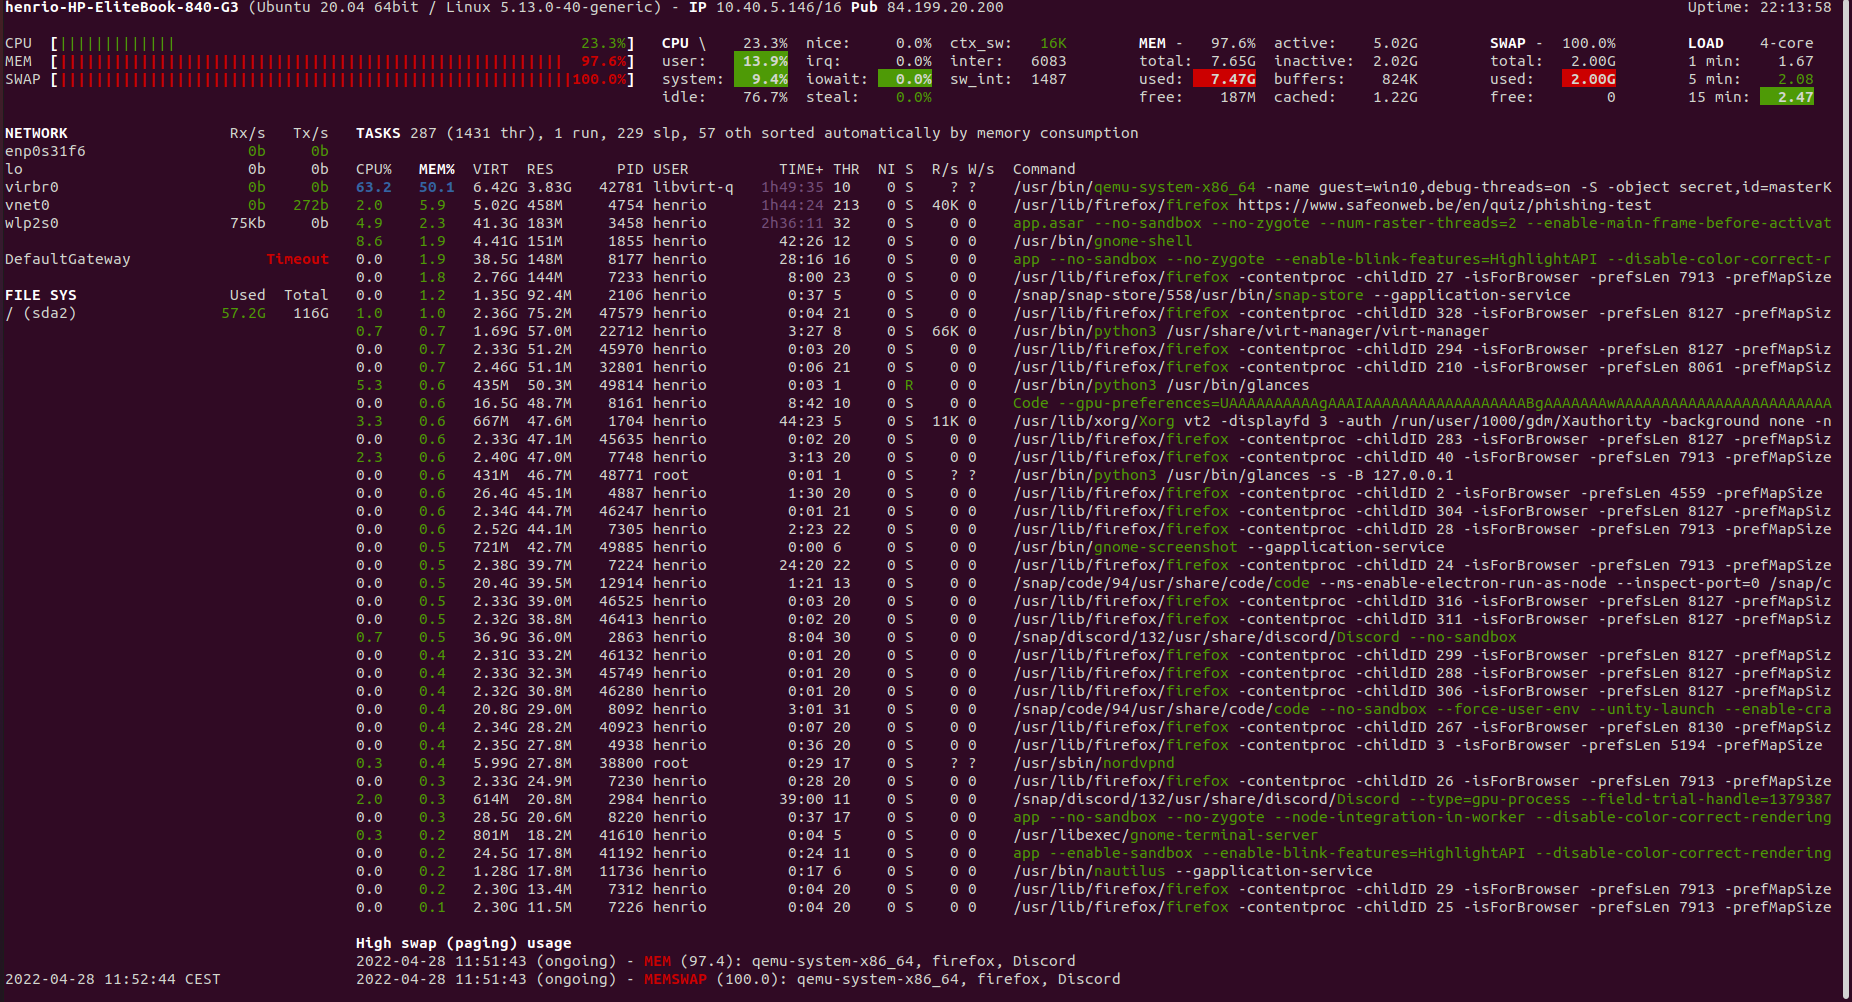 henrio-HP-EliteBook-840-G3 (Ubuntu 20.04 64bit / Linux 5.13.0-40-generic) - IP 10.40.5.146/16 Pub 84.199.20.200 Uptime: 22:13:58
CPU [||||||||||||| 23.3%] CPU \ 23.3% nice: 0.0% ctx_sw: 16K MEM - 97.6% active: 5.02G SWAP - 100.0% LOAD 4-core
MEM [|||||||||||||||||||||||||||||||||||||||||||||||||||||||| 97.6%] user: 13.9% irq: 0.0% inter: 6083 total: 7.65G inactive: 2.02G total: 2.00G 1 min: 1.67
SWAP [|||||||||||||||||||||||||||||||||||||||||||||||||||||||||100.0%] system: 9.4% iowait: 0.0% sw_int: 1487 used: 7.47G buffers: 824K used: 2.00G 5 min: 2.08
idle: 76.7% steal: 0.0% free: 187M cached: 1.22G free: 0 15 min: 2.47
NETWORK Rx/s Tx/s TASKS 287 (1431 thr), 1 run, 229 slp, 57 oth sorted automatically by memory consumption
enp0s31f6 0b 0b
lo 0b 0b CPU% MEM% VIRT RES PID USER TIME+ THR NI S R/s W/s Command
virbr0 0b 0b 63.2 50.1 6.42G 3.83G 42781 libvirt-q 1h49:35 10 0 S ? ? /usr/bin/qemu-system-x86_64 -name guest=win10,debug-threads=on -S -object secret,id=masterK
vnet0 0b 272b 2.0 5.9 5.02G 458M 4754 henrio 1h44:24 213 0 S 40K 0 /usr/lib/firefox/firefox https://www.safeonweb.be/en/quiz/phishing-test
wlp2s0 75Kb 0b 4.9 2.3 41.3G 183M 3458 henrio 2h36:11 32 0 S 0 0 app.asar --no-sandbox --no-zygote --num-raster-threads=2 --enable-main-frame-before-activat
8.6 1.9 4.41G 151M 1855 henrio 42:26 12 0 S 0 0 /usr/bin/gnome-shell
DefaultGateway Timeout 0.0 1.9 38.5G 148M 8177 henrio 28:16 16 0 S 0 0 app --no-sandbox --no-zygote --enable-blink-features=HighlightAPI --disable-color-correct-r
0.0 1.8 2.76G 144M 7233 henrio 8:00 23 0 S 0 0 /usr/lib/firefox/firefox -contentproc -childID 27 -isForBrowser -prefsLen 7913 -prefMapSize
FILE SYS Used Total 0.0 1.2 1.35G 92.4M 2106 henrio 0:37 5 0 S 0 0 /snap/snap-store/558/usr/bin/snap-store --gapplication-service
/ (sda2) 57.2G 116G 1.0 1.0 2.36G 75.2M 47579 henrio 0:04 21 0 S 0 0 /usr/lib/firefox/firefox -contentproc -childID 328 -isForBrowser -prefsLen 8127 -prefMapSiz
0.7 0.7 1.69G 57.0M 22712 henrio 3:27 8 0 S 66K 0 /usr/bin/python3 /usr/share/virt-manager/virt-manager
0.0 0.7 2.33G 51.2M 45970 henrio 0:03 20 0 S 0 0 /usr/lib/firefox/firefox -contentproc -childID 294 -isForBrowser -prefsLen 8127 -prefMapSiz
0.0 0.7 2.46G 51.1M 32801 henrio 0:06 21 0 S 0 0 /usr/lib/firefox/firefox -contentproc -childID 210 -isForBrowser -prefsLen 8061 -prefMapSiz
5.3 0.6 435M 50.3M 49814 henrio 0:03 1 0 R 0 0 /usr/bin/python3 /usr/bin/glances
0.0 0.6 16.5G 48.7M 8161 henrio 8:42 10 0 S 0 0 Code --gpu-preferences=UAAAAAAAAAAgAAAIAAAAAAAAAAAAAAAAAABgAAAAAAAwAAAAAAAAAAAAAAAAAAAAAAAA
3.3 0.6 667M 47.6M 1704 henrio 44:23 5 0 S 11K 0 /usr/lib/xorg/Xorg vt2 -displayfd 3 -auth /run/user/1000/gdm/Xauthority -background none -n
0.0 0.6 2.33G 47.1M 45635 henrio 0:02 20 0 S 0 0 /usr/lib/firefox/firefox -contentproc -childID 283 -isForBrowser -prefsLen 8127 -prefMapSiz
2.3 0.6 2.40G 47.0M 7748 henrio 3:13 20 0 S 0 0 /usr/lib/firefox/firefox -contentproc -childID 40 -isForBrowser -prefsLen 7913 -prefMapSize
0.0 0.6 431M 46.7M 48771 root 0:01 1 0 S ? ? /usr/bin/python3 /usr/bin/glances -s -B 127.0.0.1
0.0 0.6 26.4G 45.1M 4887 henrio 1:30 20 0 S 0 0 /usr/lib/firefox/firefox -contentproc -childID 2 -isForBrowser -prefsLen 4559 -prefMapSize
0.0 0.6 2.34G 44.7M 46247 henrio 0:01 21 0 S 0 0 /usr/lib/firefox/firefox -contentproc -childID 304 -isForBrowser -prefsLen 8127 -prefMapSiz
0.0 0.6 2.52G 44.1M 7305 henrio 2:23 22 0 S 0 0 /usr/lib/firefox/firefox -contentproc -childID 28 -isForBrowser -prefsLen 7913 -prefMapSize
0.0 0.5 721M 42.7M 49885 henrio 0:00 6 0 S 0 0 /usr/bin/gnome-screenshot --gapplication-service
0.0 0.5 2.38G 39.7M 7224 henrio 24:20 22 0 S 0 0 /usr/lib/firefox/firefox -contentproc -childID 24 -isForBrowser -prefsLen 7913 -prefMapSize
0.0 0.5 20.4G 39.5M 12914 henrio 1:21 13 0 S 0 0 /snap/code/94/usr/share/code/code --ms-enable-electron-run-as-node --inspect-port=0 /snap/c
0.0 0.5 2.33G 39.0M 46525 henrio 0:03 20 0 S 0 0 /usr/lib/firefox/firefox -contentproc -childID 316 -isForBrowser -prefsLen 8127 -prefMapSiz
0.0 0.5 2.32G 38.8M 46413 henrio 0:02 20 0 S 0 0 /usr/lib/firefox/firefox -contentproc -childID 311 -isForBrowser -prefsLen 8127 -prefMapSiz
0.7 0.5 36.9G 36.0M 2863 henrio 8:04 30 0 S 0 0 /snap/discord/132/usr/share/discord/Discord --no-sandbox
0.0 0.4 2.31G 33.2M 46132 henrio 0:01 20 0 S 0 0 /usr/lib/firefox/firefox -contentproc -childID 299 -isForBrowser -prefsLen 8127 -prefMapSiz
0.0 0.4 2.33G 32.3M 45749 henrio 0:01 20 0 S 0 0 /usr/lib/firefox/firefox -contentproc -childID 288 -isForBrowser -prefsLen 8127 -prefMapSiz
0.0 0.4 2.32G 30.8M 46280 henrio 0:01 20 0 S 0 0 /usr/lib/firefox/firefox -contentproc -childID 306 -isForBrowser -prefsLen 8127 -prefMapSiz
0.0 0.4 20.8G 29.0M 8092 henrio 3:01 31 0 S 0 0 /snap/code/94/usr/share/code/code --no-sandbox --force-user-env --unity-launch --enable-cra
0.0 0.4 2.34G 28.2M 40923 henrio 0:07 20 0 S 0 0 /usr/lib/firefox/firefox -contentproc -childID 267 -isForBrowser -prefsLen 8130 -prefMapSiz
0.0 0.4 2.35G 27.8M 4938 henrio 0:36 20 0 S 0 0 /usr/lib/firefox/firefox -contentproc -childID 3 -isForBrowser -prefsLen 5194 -prefMapSize
0.3 0.4 5.99G 27.8M 38800 root 0:29 17 0 S ? ? /usr/sbin/nordvpnd
0.0 0.3 2.33G 24.9M 7230 henrio 0:28 20 0 S 0 0 /usr/lib/firefox/firefox -contentproc -childID 26 -isForBrowser -prefsLen 7913 -prefMapSize
2.0 0.3 614M 20.8M 2984 henrio 39:00 11 0 S 0 0 /snap/discord/132/usr/share/discord/Discord --type=gpu-process --field-trial-handle=1379387
0.0 0.3 28.5G 20.6M 8220 henrio 0:37 17 0 S 0 0 app --no-sandbox --no-zygote --node-integration-in-worker --disable-color-correct-rendering
0.3 0.2 801M 18.2M 41610 henrio 0:04 5 0 S 0 0 /usr/libexec/gnome-terminal-server
0.0 0.2 24.5G 17.8M 41192 henrio 0:24 11 0 S 0 0 app --enable-sandbox --enable-blink-features=HighlightAPI --disable-color-correct-rendering
0.0 0.2 1.28G 17.8M 11736 henrio 0:17 6 0 S 0 0 /usr/bin/nautilus --gapplication-service
0.0 0.2 2.30G 13.4M 7312 henrio 0:04 20 0 S 0 0 /usr/lib/firefox/firefox -contentproc -childID 29 -isForBrowser -prefsLen 7913 -prefMapSize
0.0 0.1 2.30G 11.5M 7226 henrio 0:04 20 0 S 0 0 /usr/lib/firefox/firefox -contentproc -childID 25 -isForBrowser -prefsLen 7913 -prefMapSize
High swap (paging) usage
2022-04-28 11:51:43 (ongoing) - MEM (97.4): qemu-system-x86_64, firefox, Discord
2022-04-28 11:52:44 CEST 2022-04-28 11:51:43 (ongoing) - MEMSWAP (100.0): qemu-system-x86_64, firefox, Discord